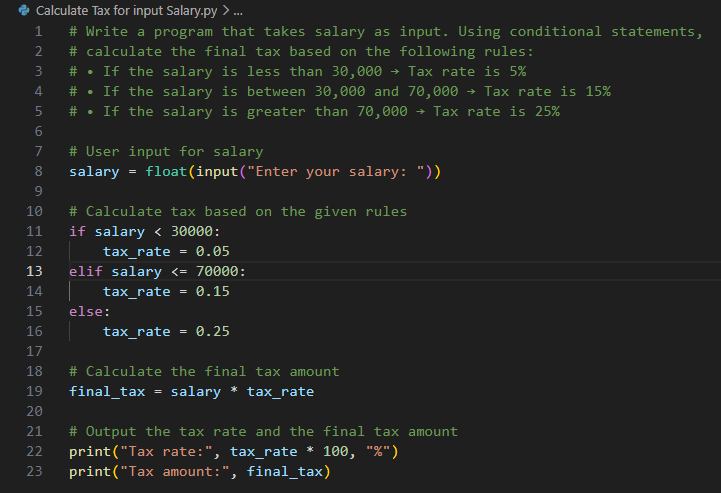 Calculate Tax for input Salary.py > ...
1 # Write a program that takes salary as input. Using conditional statements,
2 # calculate the final tax based on the following rules:
3 # • If the salary is less than 30,000 → Tax rate is 5%
4 # • If the salary is between 30,000 and 70,000 → Tax rate is 15%
5 # • If the salary is greater than 70,000 → Tax rate is 25%
6
7 # User input for salary
8 salary = float(input("Enter your salary: "))
9
10 # Calculate tax based on the given rules
11 if salary < 30000:
12     tax_rate = 0.05
13 elif salary <= 70000:
14     tax_rate = 0.15
15 else:
16     tax_rate = 0.25
17
18 # Calculate the final tax amount
19 final_tax = salary * tax_rate
20
21 # Output the tax rate and the final tax amount
22 print("Tax rate:", tax_rate * 100, "%")
23 print("Tax amount:", final_tax)